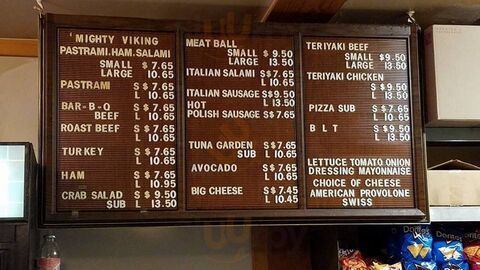 'MIGHTY VIKING
PASTRAMI.HAM.SALAMI
SMALL $ 7.65
LARGE 10.65
PASTRAMI S $ 7.65
L 10.65
BAR-B-Q S $ 7.65
BEEF L 10.65
ROAST BEEF S $ 7.65
L 10.65
TURKEY S $ 7.65
L 10.65
HAM S $ 7.65
L 10.95
CRAB SALAD S $ 9.50
SUB L 13.50
MEAT BALL
SMALL $ 9.50
LARGE 13.50
ITALIAN SALAMI S $ 7.65
L 10.65
ITALIAN SAUSAGE S $ 9.50
HOT L 13.50
POLISH SAUSAGE S $ 7.65
TUNA GARDEN S $ 7.65
SUB L 10.65
AVOCADO S $ 7.65
L 10.65
BIG CHEESE S $ 7.45
L 10.45
TERIYAKI BEEF
SMALL $ 9.50
LARGE 13.50
TERIYAKI CHICKEN
S $ 9.50
L 13.50
PIZZA SUB S $ 7.65
L 10.65
B L T S $ 9.50
L 13.50
LETTUCE TOMATO ONION
DRESSING MAYONNAISE
CHOICE OF CHEESE
AMERICAN PROVOLONE
SWISS
Doritos